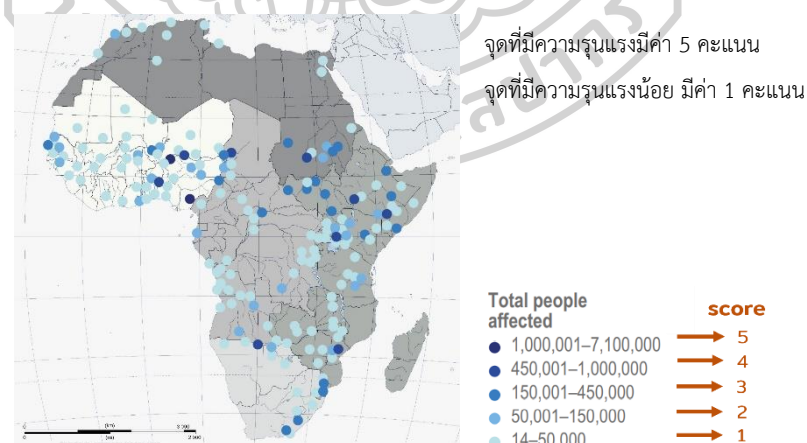 จุดที่มีความรุนแรงมีค่า 5 คะแนน
จุดที่มีความรุนแรงน้อย มีค่า 1 คะแนน
Total people
affected
score
1,000,001–7,100,000 5
450,001–1,000,000 4
150,001–450,000 3
50,001–150,000 2
14–50,000 1